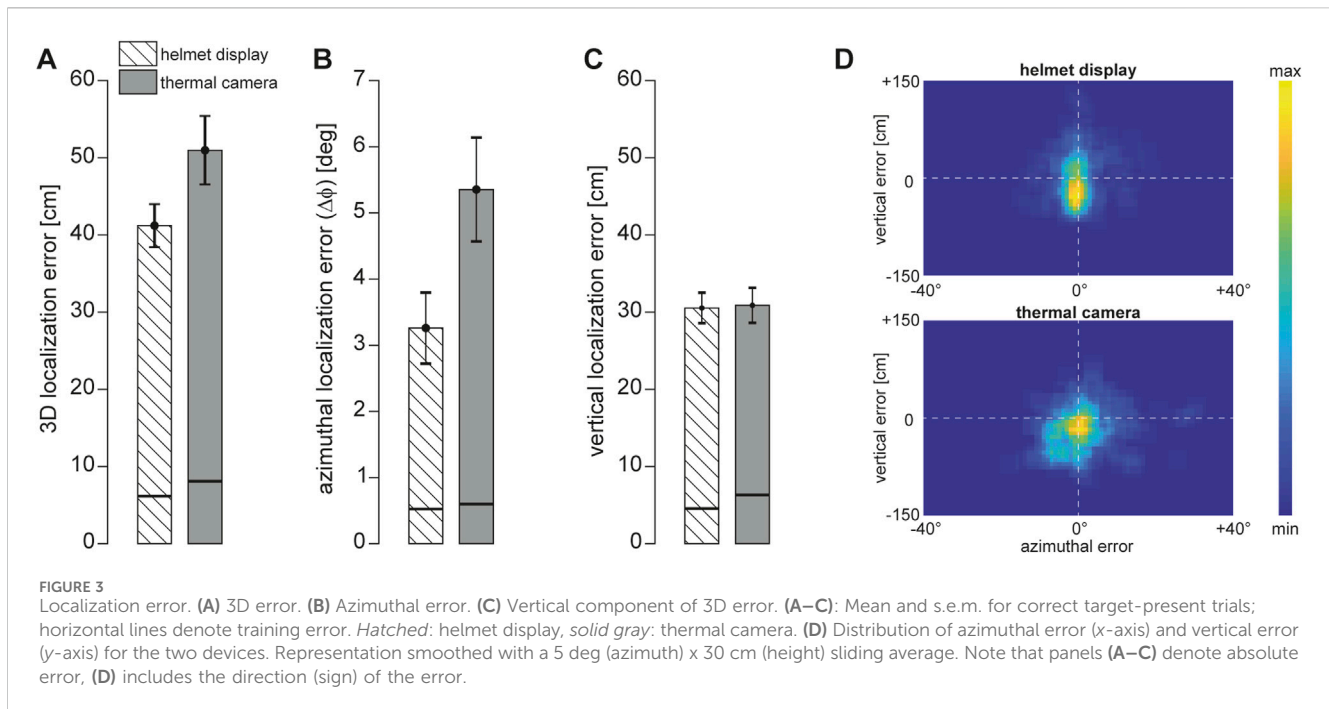 A
helmet display
thermal camera
3D localization error [cm]
60
50
40
30
20
10
0
B
azimuthal localization error (Δϕ) [deg]
7
6
5
4
3
2
1
0
C
vertical localization error [cm]
60
50
40
30
20
10
0
D
helmet display
vertical error [cm]
+150
0
-150
-40°
0°
+40°
thermal camera
vertical error [cm]
+150
0
-150
-40°
0°
+40°
azimuthal error
max
min
FIGURE 3
Localization error. (A) 3D error. (B) Azimuthal error. (C) Vertical component of 3D error. (A–C): Mean and s.e.m. for correct target-present trials;
horizontal lines denote training error. Hatched: helmet display, solid gray: thermal camera. (D) Distribution of azimuthal error (x-axis) and vertical error
(y-axis) for the two devices. Representation smoothed with a 5 deg (azimuth) x 30 cm (height) sliding average. Note that panels (A–C) denote absolute
error, (D) includes the direction (sign) of the error.